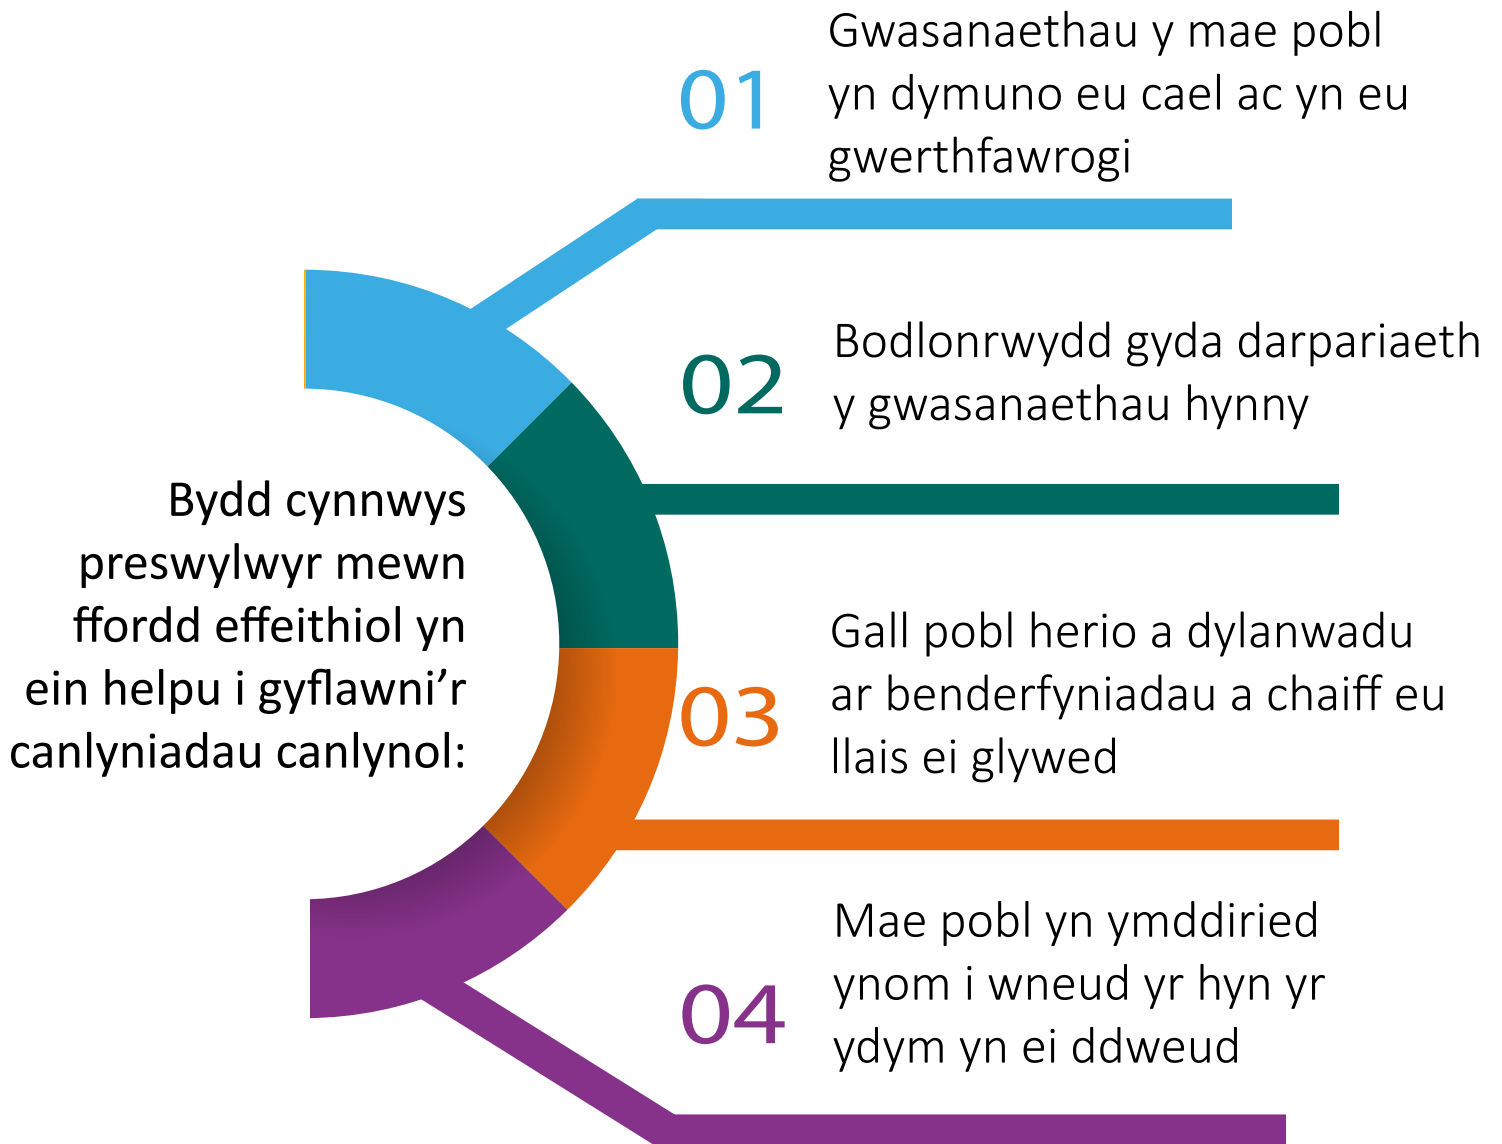 Bydd cynnwys
preswylwyr mewn
ffordd effeithiol yn
ein helpu i gyflawni’r
canlyniadau canlynol:
01
Gwasanaethau y mae pobl
yn dymuno eu cael ac yn eu
gwerthfawrogi
02
Bodlonrwydd gyda darpariaeth
y gwasanaethau hynny
03
Gall pobl herio a dylanwadu
ar benderfyniadau a chaiff eu
llais ei glywed
04
Mae pobl yn ymddiried
ynom i wneud yr hyn yr
ydym yn ei ddweud